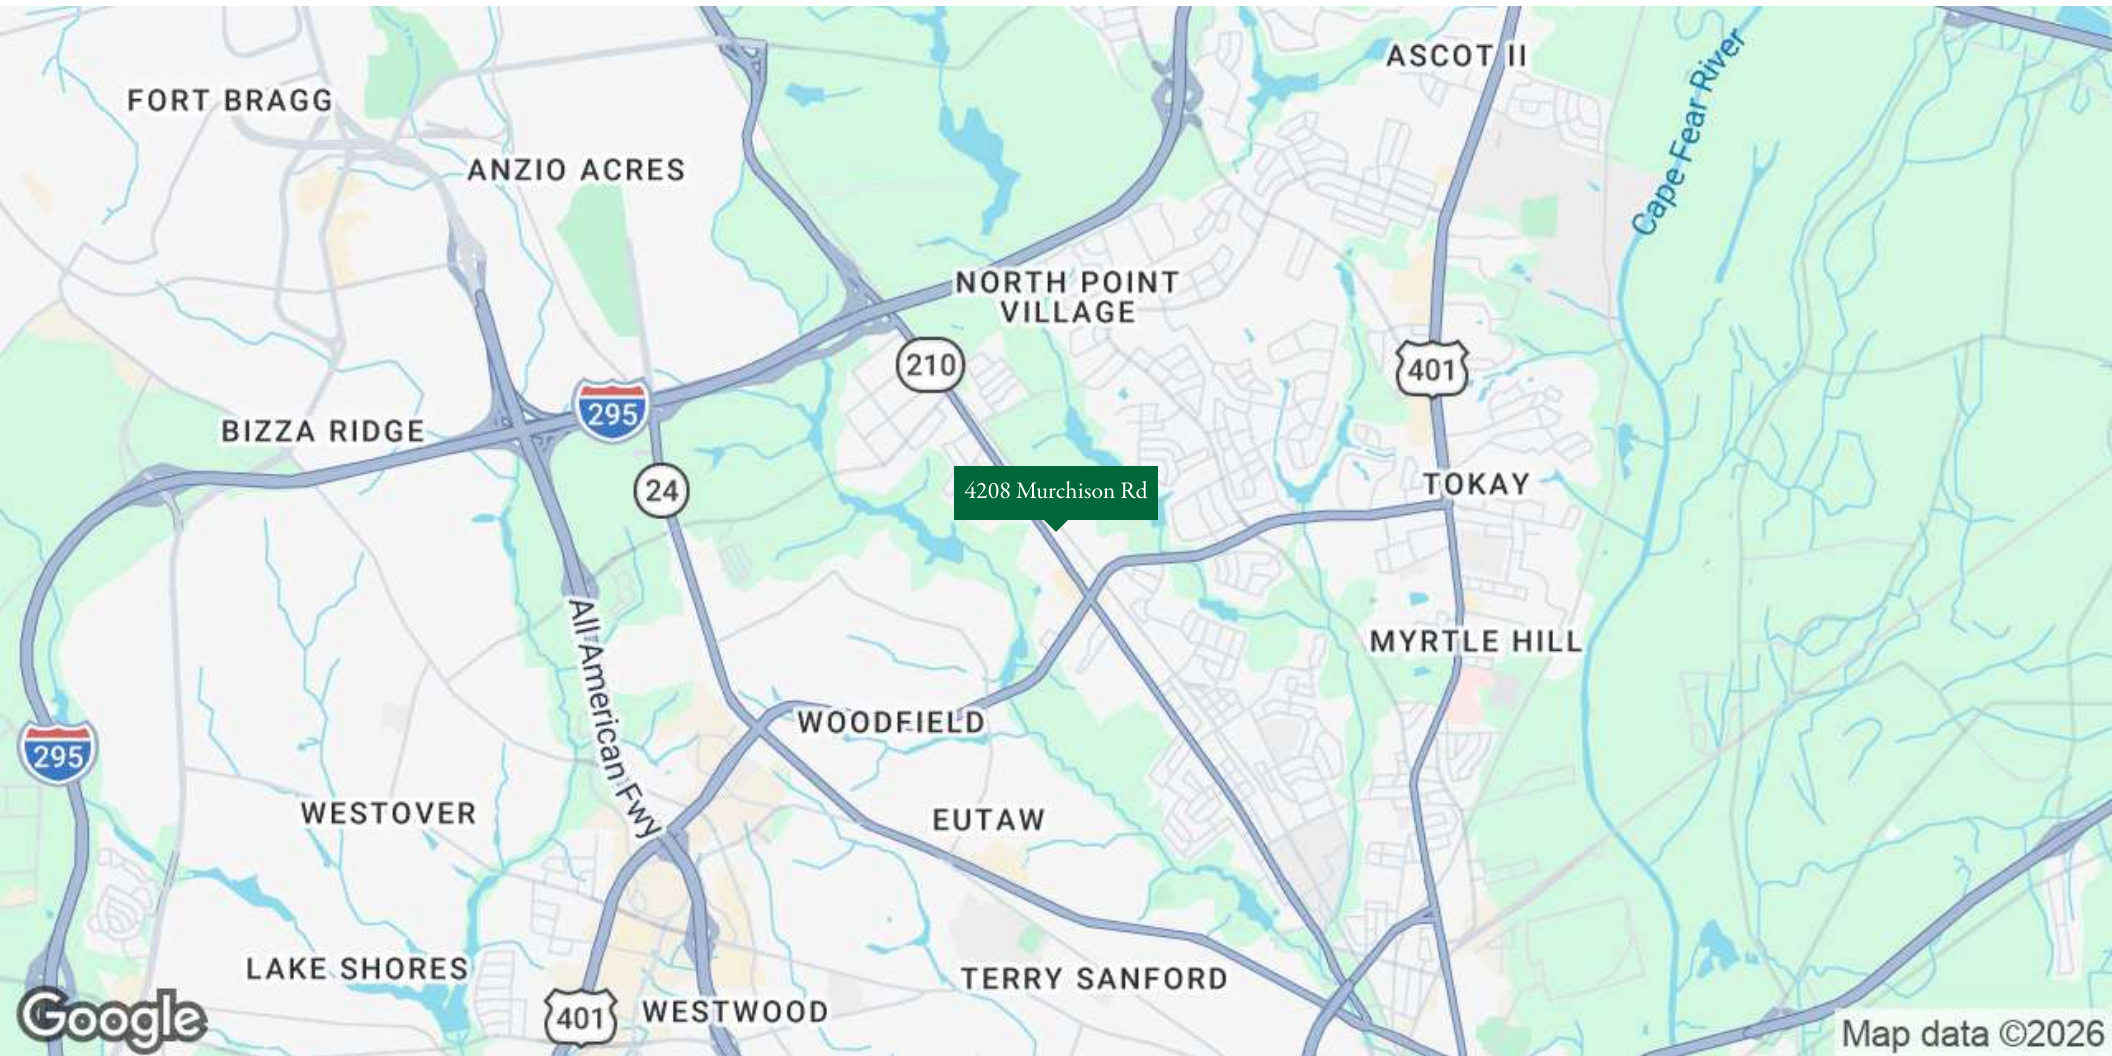 ASCOT II
Cape Fear River
FORT BRAGG
ANZIO ACRES
NORTH POINT
VILLAGE
210
401
295
BIZZA RIDGE
24
4208 Murchison Rd
TOKAY
All American Fwy
MYRTLE HILL
WOODFIELD
295
WESTOVER
EUTAW
LAKE SHORES
TERRY SANFORD
401
WESTWOOD
Google
Map data ©2026